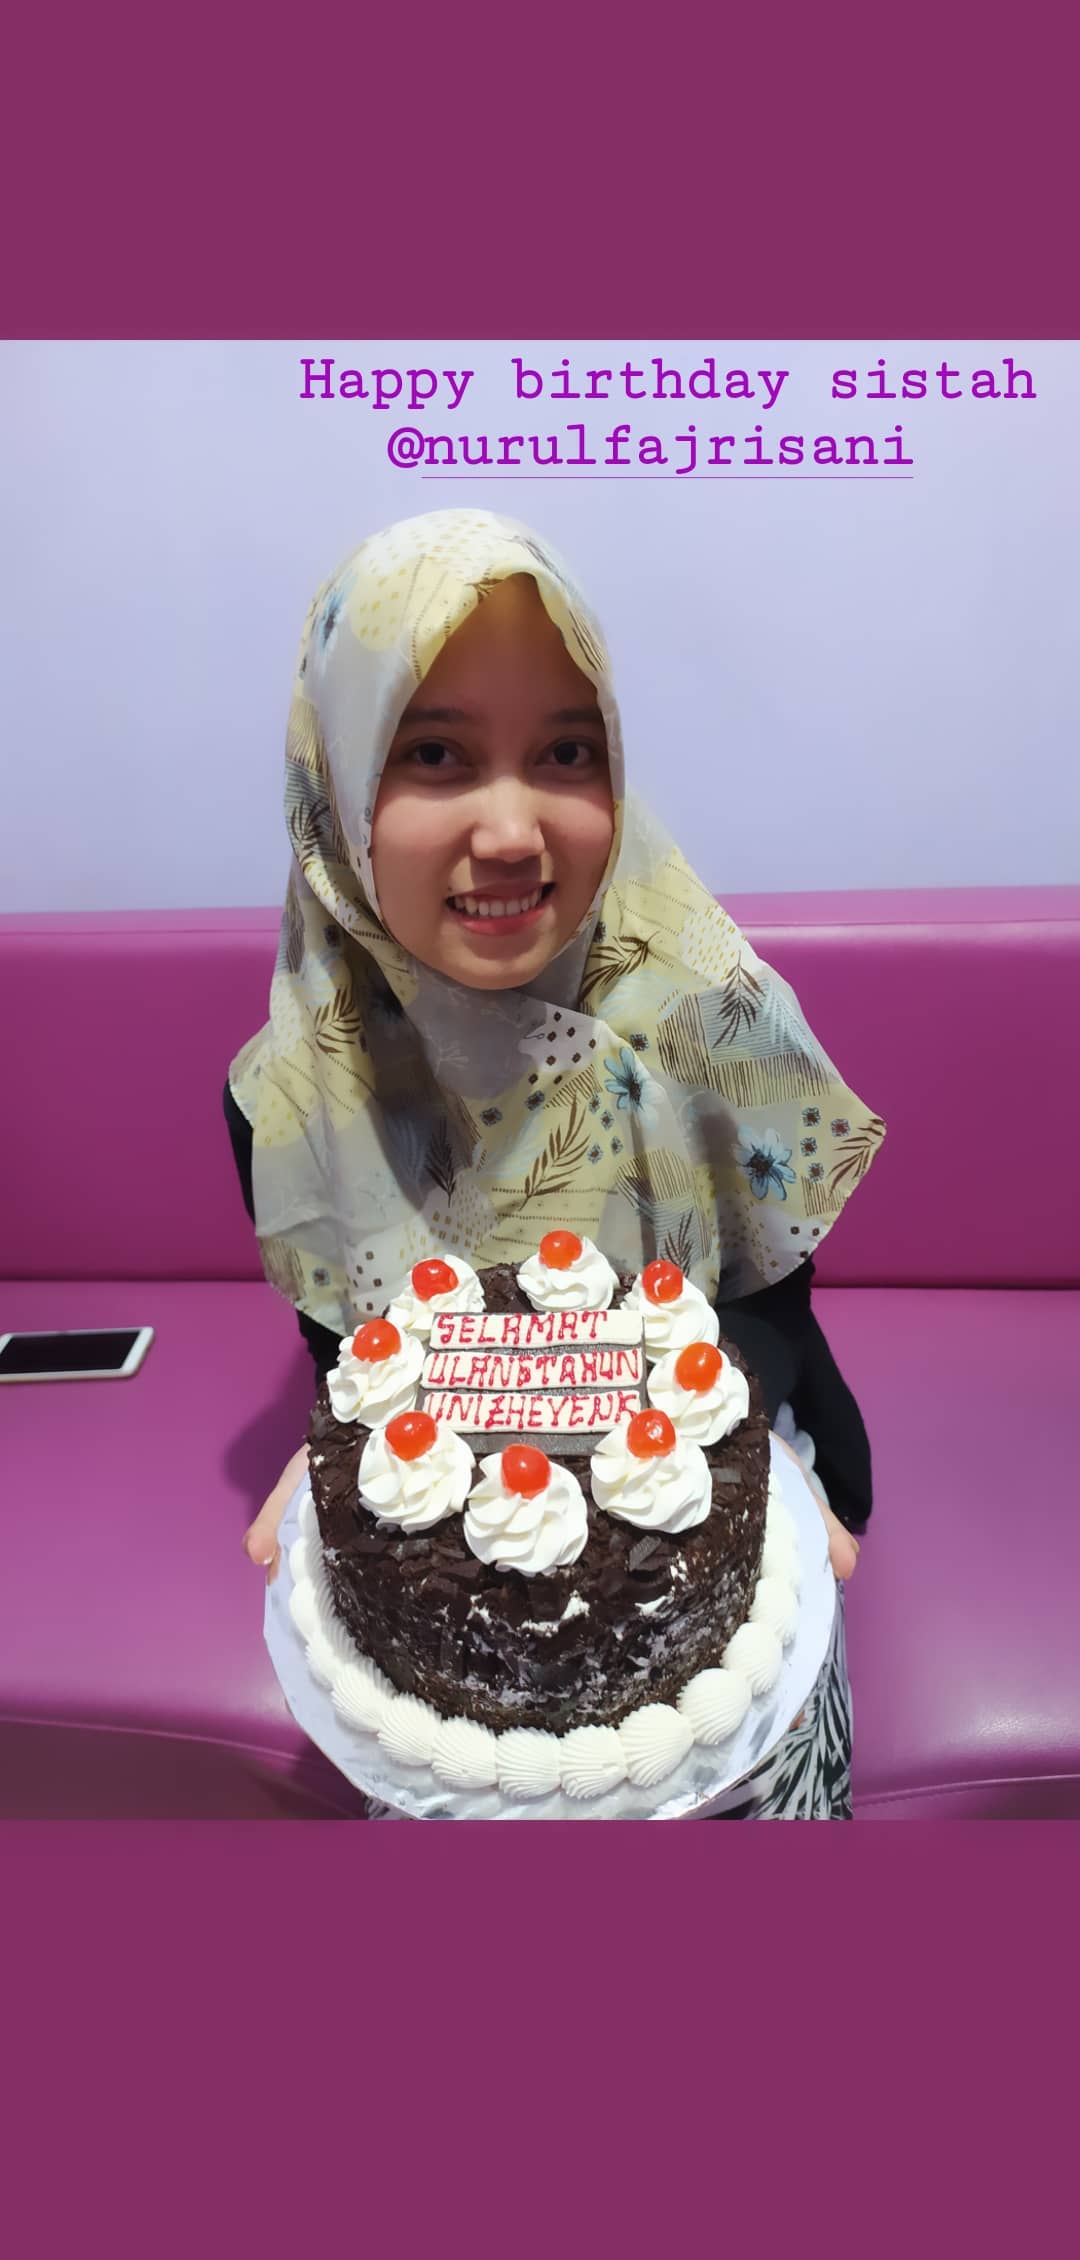 Happy birthday sistah
@nurulfajrisani
SELAMAT
ULANGTAHUN
UNIZHEYENK